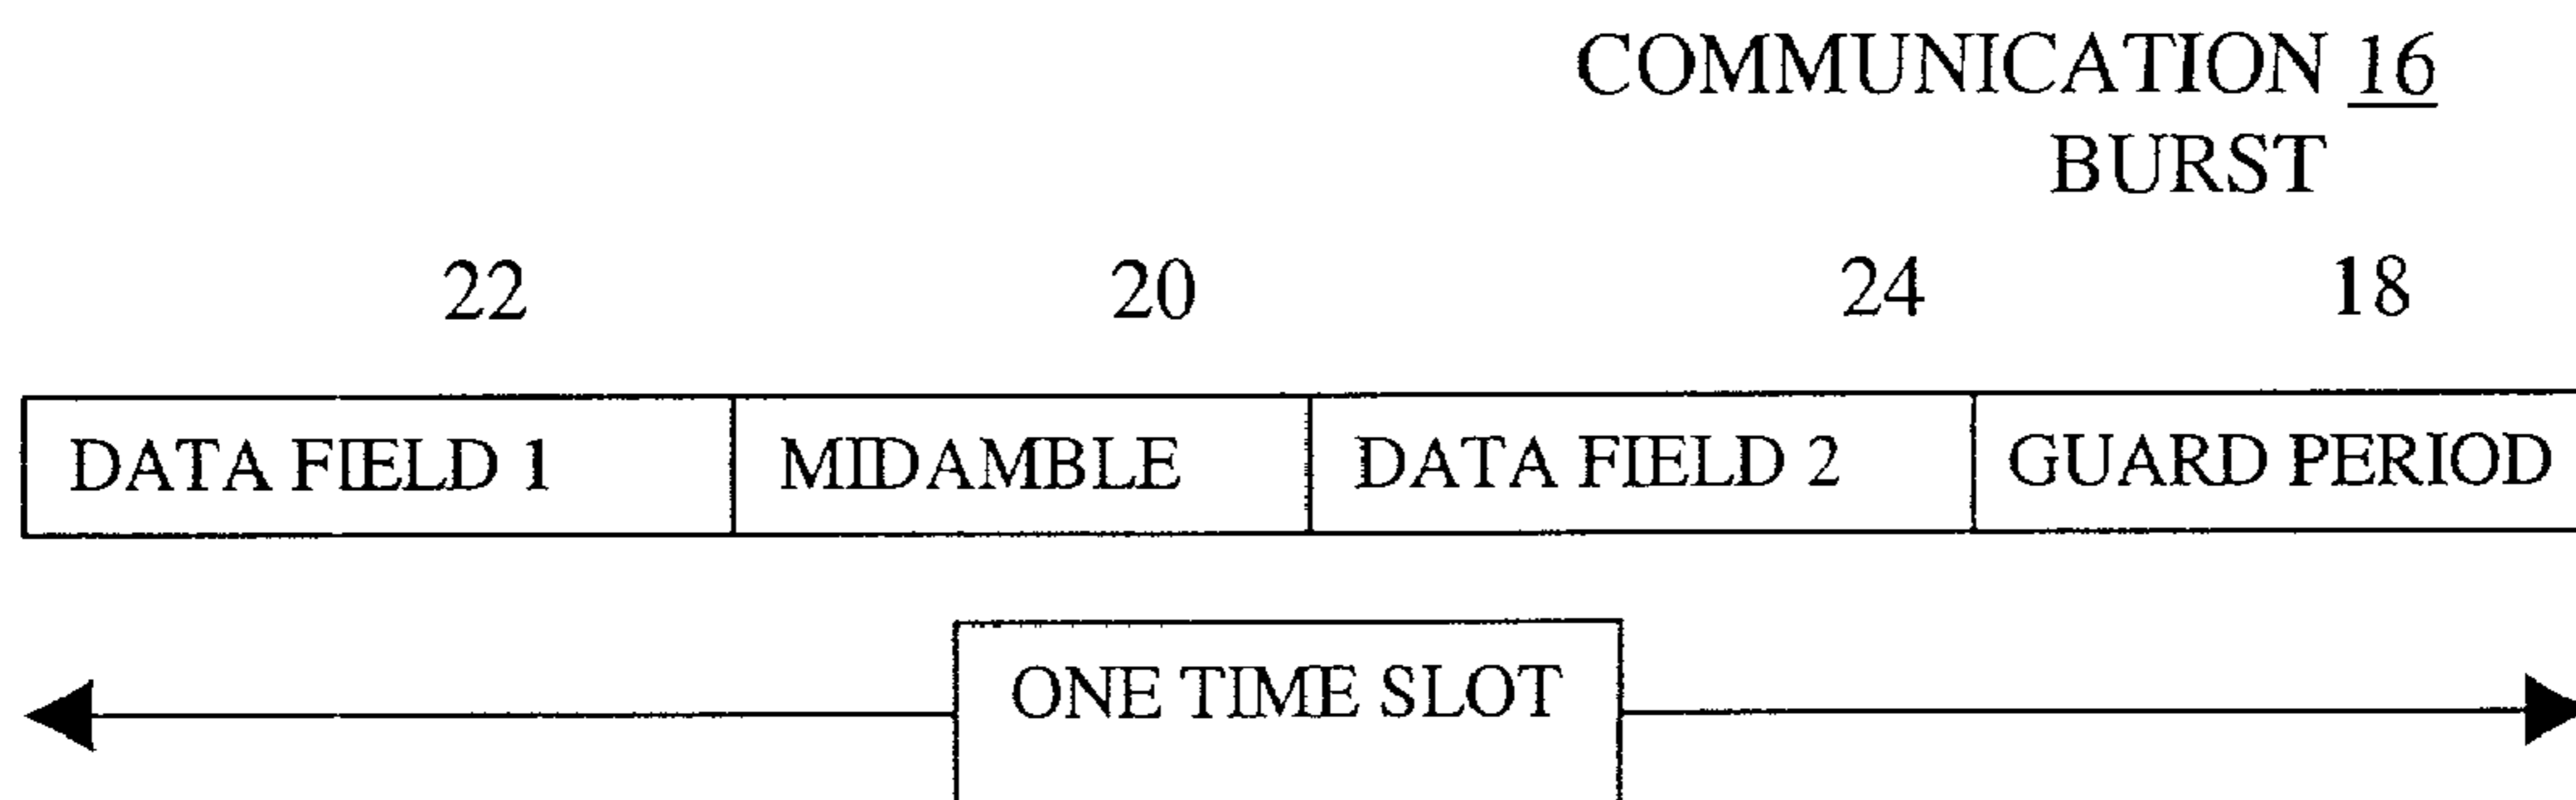 COMMUNICATION 16
BURST
22 20 24 18
DATA FIELD 1 MIDAMBLE DATA FIELD 2 GUARD PERIOD
ONE TIME SLOT